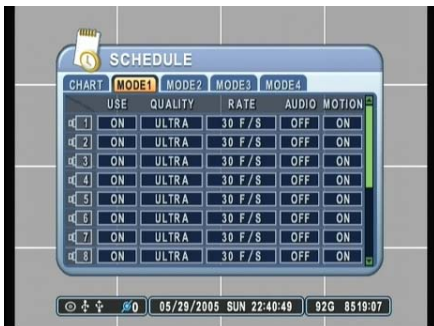 SCHEDULE
CHART MODE1 MODE2 MODE3 MODE4
USE QUALITY RATE AUDIO MOTION
1 ON ULTRA 30 F/S OFF ON
2 ON ULTRA 30 F/S OFF ON
3 ON ULTRA 30 F/S OFF ON
4 ON ULTRA 30 F/S OFF ON
5 ON ULTRA 30 F/S OFF ON
6 ON ULTRA 30 F/S OFF ON
7 ON ULTRA 30 F/S OFF ON
8 ON ULTRA 30 F/S OFF ON
0 05/29/2005 SUN 22:40:49 92G 8519:07